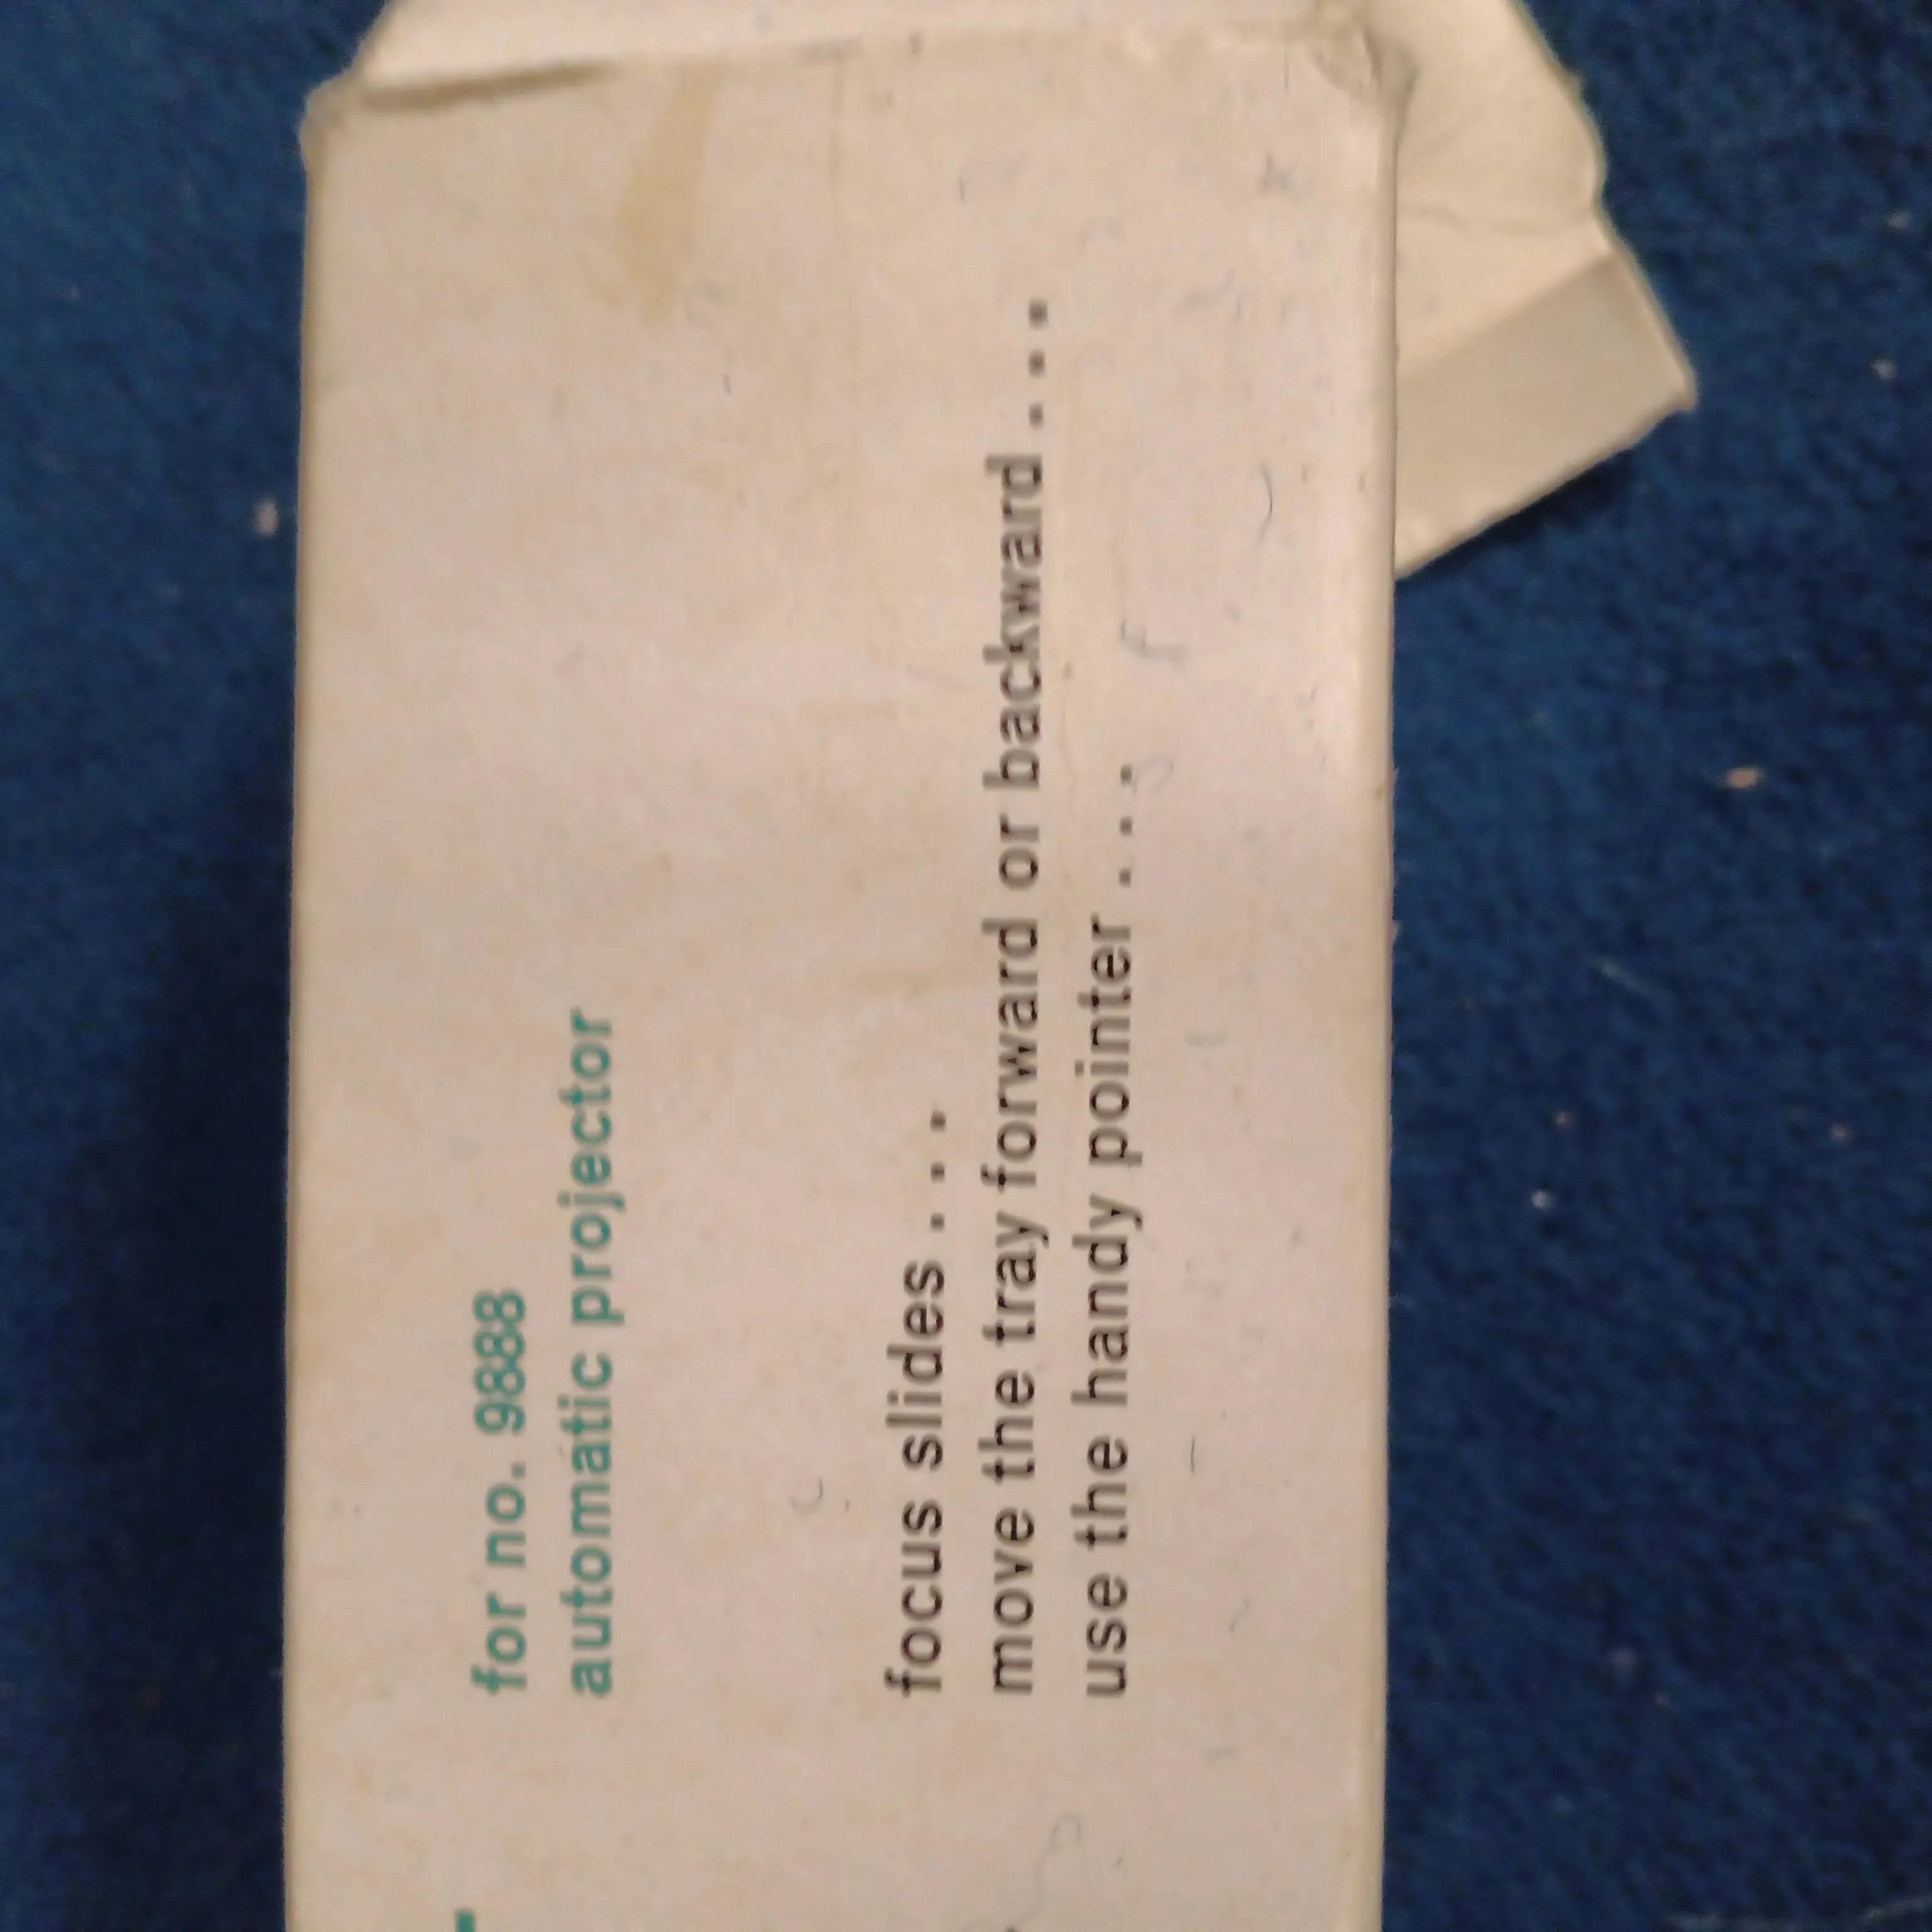 for no. 9888
automatic projector
focus slides . . .
move the tray forward or backward . . .
use the handy pointer . . .